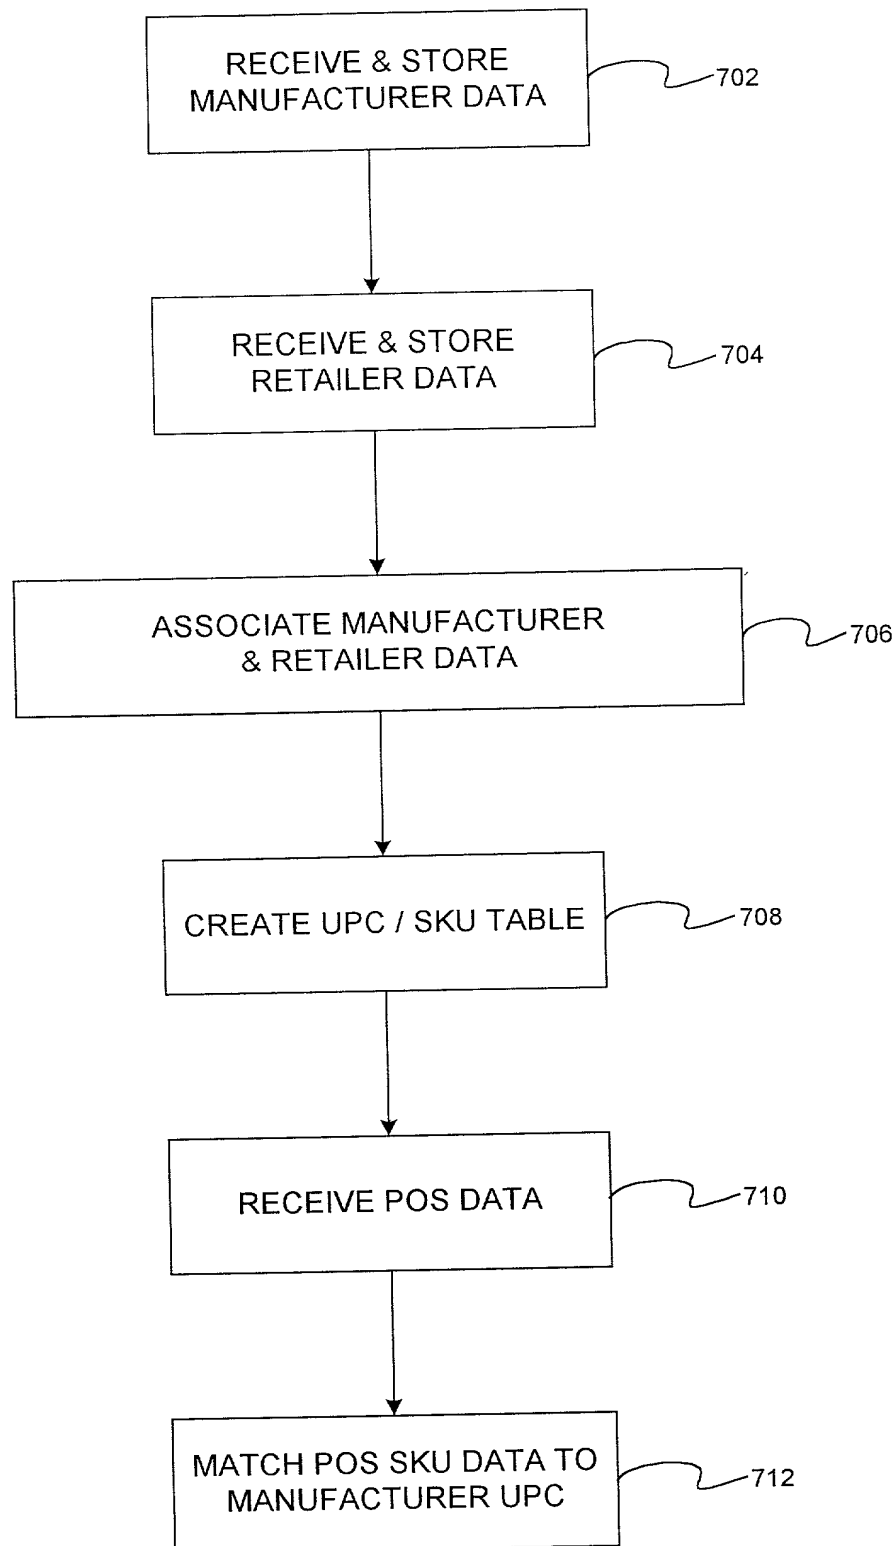 RECEIVE & STORE
MANUFACTURER DATA
702
RECEIVE & STORE
RETAILER DATA
704
ASSOCIATE MANUFACTURER
& RETAILER DATA
706
CREATE UPC / SKU TABLE
708
RECEIVE POS DATA
710
MATCH POS SKU DATA TO
MANUFACTURER UPC
712